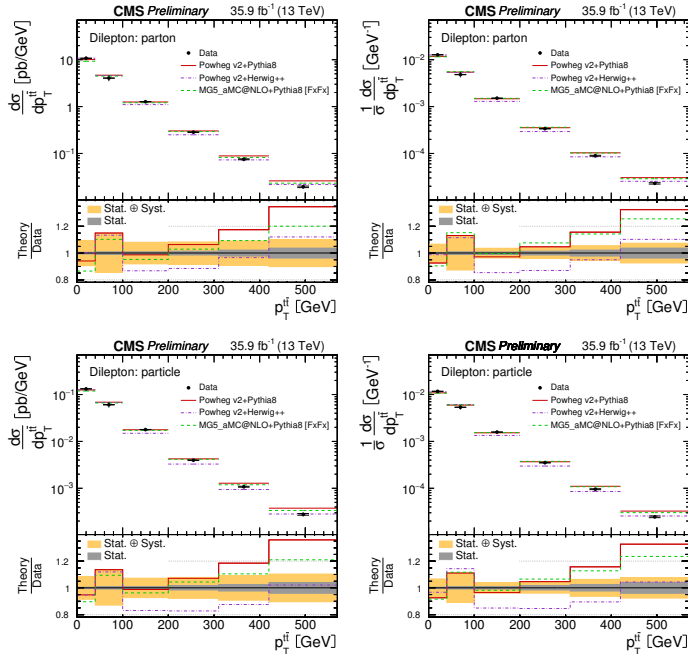 CMS Preliminary 35.9 fb⁻¹ (13 TeV)
Dilepton: parton
Data
Powheg v2+Pythia8
Powheg v2+Herwig++
MG5_aMC@NLO+Pythia8 [FxFx]
dσ/dp_T^tt̄ [pb/GeV]
10
1
10⁻¹
Stat. ⊕ Syst.
Stat.
Theory/Data
1.2
1
0.8
0 100 200 300 400 500
p_T^tt̄ [GeV]
CMS Preliminary 35.9 fb⁻¹ (13 TeV)
Dilepton: parton
Data
Powheg v2+Pythia8
Powheg v2+Herwig++
MG5_aMC@NLO+Pythia8 [FxFx]
1/σ dσ/dp_T^tt̄ [GeV⁻¹]
10⁻²
10⁻³
10⁻⁴
Stat. ⊕ Syst.
Stat.
Theory/Data
1.2
1
0.8
0 100 200 300 400 500
p_T^tt̄ [GeV]
CMS Preliminary 35.9 fb⁻¹ (13 TeV)
Dilepton: particle
Data
Powheg v2+Pythia8
Powheg v2+Herwig++
MG5_aMC@NLO+Pythia8 [FxFx]
dσ/dp_T^tt̄ [pb/GeV]
10⁻¹
10⁻²
10⁻³
Stat. ⊕ Syst.
Stat.
Theory/Data
1.2
1
0.8
0 100 200 300 400 500
p_T^tt̄ [GeV]
CMS Preliminary 35.9 fb⁻¹ (13 TeV)
Dilepton: particle
Data
Powheg v2+Pythia8
Powheg v2+Herwig++
MG5_aMC@NLO+Pythia8 [FxFx]
1/σ dσ/dp_T^tt̄ [GeV⁻¹]
10⁻²
10⁻³
10⁻⁴
Stat. ⊕ Syst.
Stat.
Theory/Data
1.2
1
0.8
0 100 200 300 400 500
p_T^tt̄ [GeV]